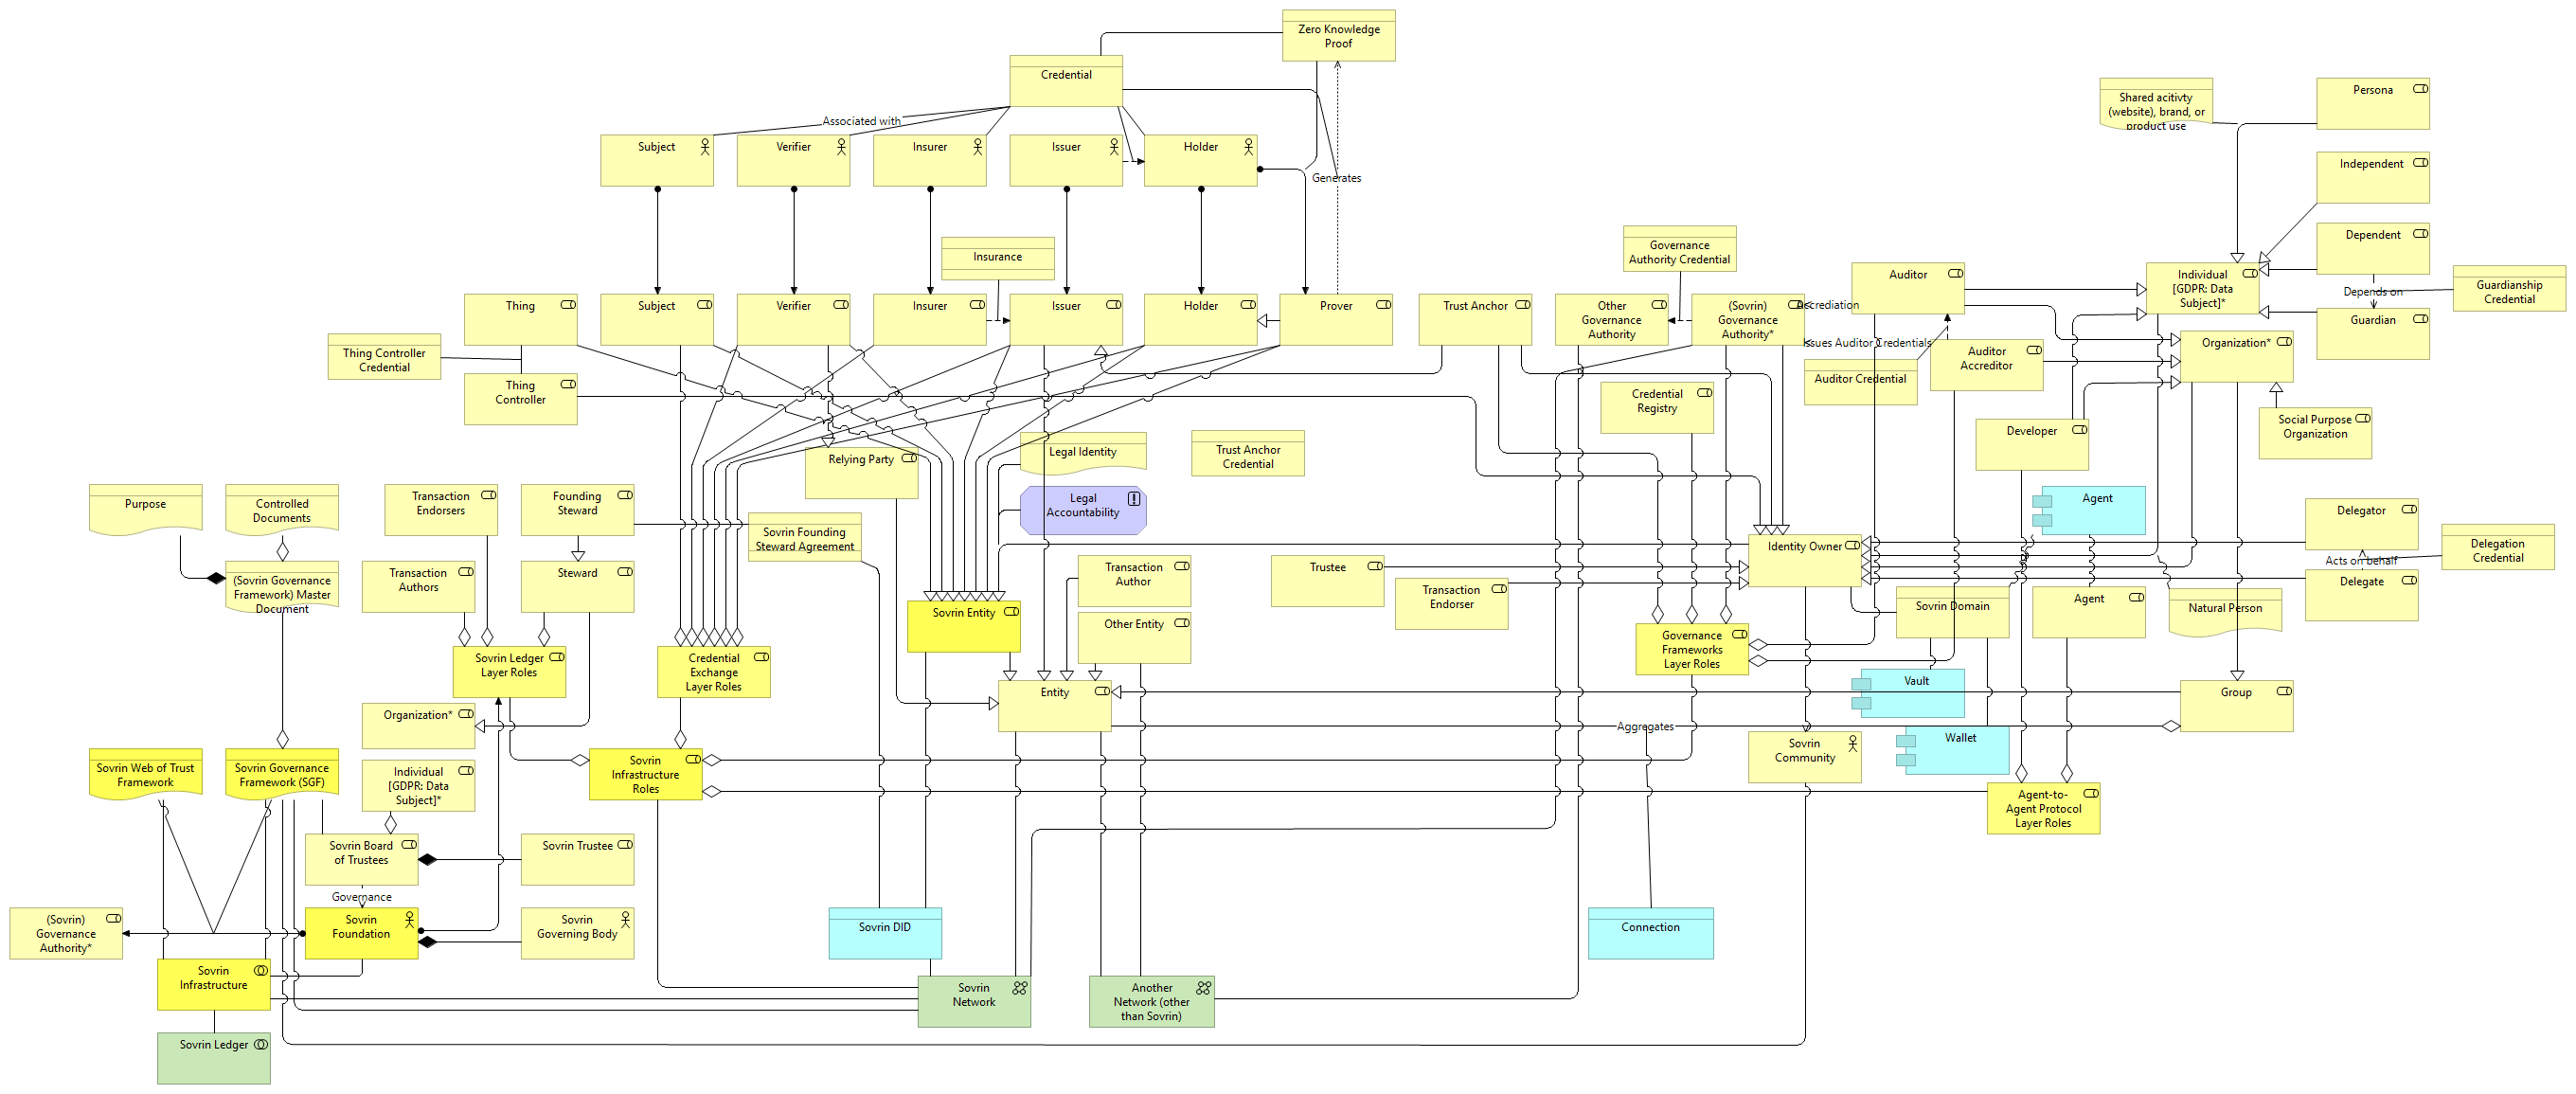 Zero Knowledge
Proof
Credential
Associated with
Shared acitivty
(website), brand, or
product use
Persona
Subject
Verifier
Insurer
Issuer
Holder
Generates
Independent
Insurance
Governance
Authority Credential
Dependent
Depends on
Guardianship
Credential
Guardian
Thing
Subject
Verifier
Insurer
Issuer
Holder
Prover
Trust Anchor
Other
Governance
Authority
(Sovrin)
Governance
Authority*
Accrediation
Auditor
Individual
[GDPR: Data
Subject]*
Issues Auditor Credentials
Auditor
Accreditor
Organization*
Thing Controller
Credential
Thing
Controller
Auditor Credential
Credential
Registry
Developer
Social Purpose
Organization
Relying Party
Legal Identity
Trust Anchor
Credential
Purpose
Controlled
Documents
Transaction
Endorsers
Founding
Steward
Legal
Accountability
Agent
Delegator
Sovrin Founding
Steward Agreement
Identity Owner
Delegation
Credential
Acts on behalf
Delegate
(Sovrin Governance
Framework) Master
Document
Transaction
Authors
Steward
Transaction
Author
Trustee
Transaction
Endorser
Sovrin Domain
Agent
Natural Person
Sovrin Entity
Other Entity
Governance
Frameworks
Layer Roles
Sovrin Ledger
Layer Roles
Credential
Exchange
Layer Roles
Entity
Vault
Group
Organization*
Aggregates
Sovrin
Community
Wallet
Sovrin Web of Trust
Framework
Sovrin Governance
Framework (SGF)
Individual
[GDPR: Data
Subject]*
Sovrin
Infrastructure
Roles
Agent-to-
Agent Protocol
Layer Roles
Sovrin Board
of Trustees
Sovrin Trustee
Governance
(Sovrin)
Governance
Authority*
Sovrin
Foundation
Sovrin
Governing Body
Sovrin DID
Connection
Sovrin
Infrastructure
Sovrin
Network
Another
Network (other
than Sovrin)
Sovrin Ledger